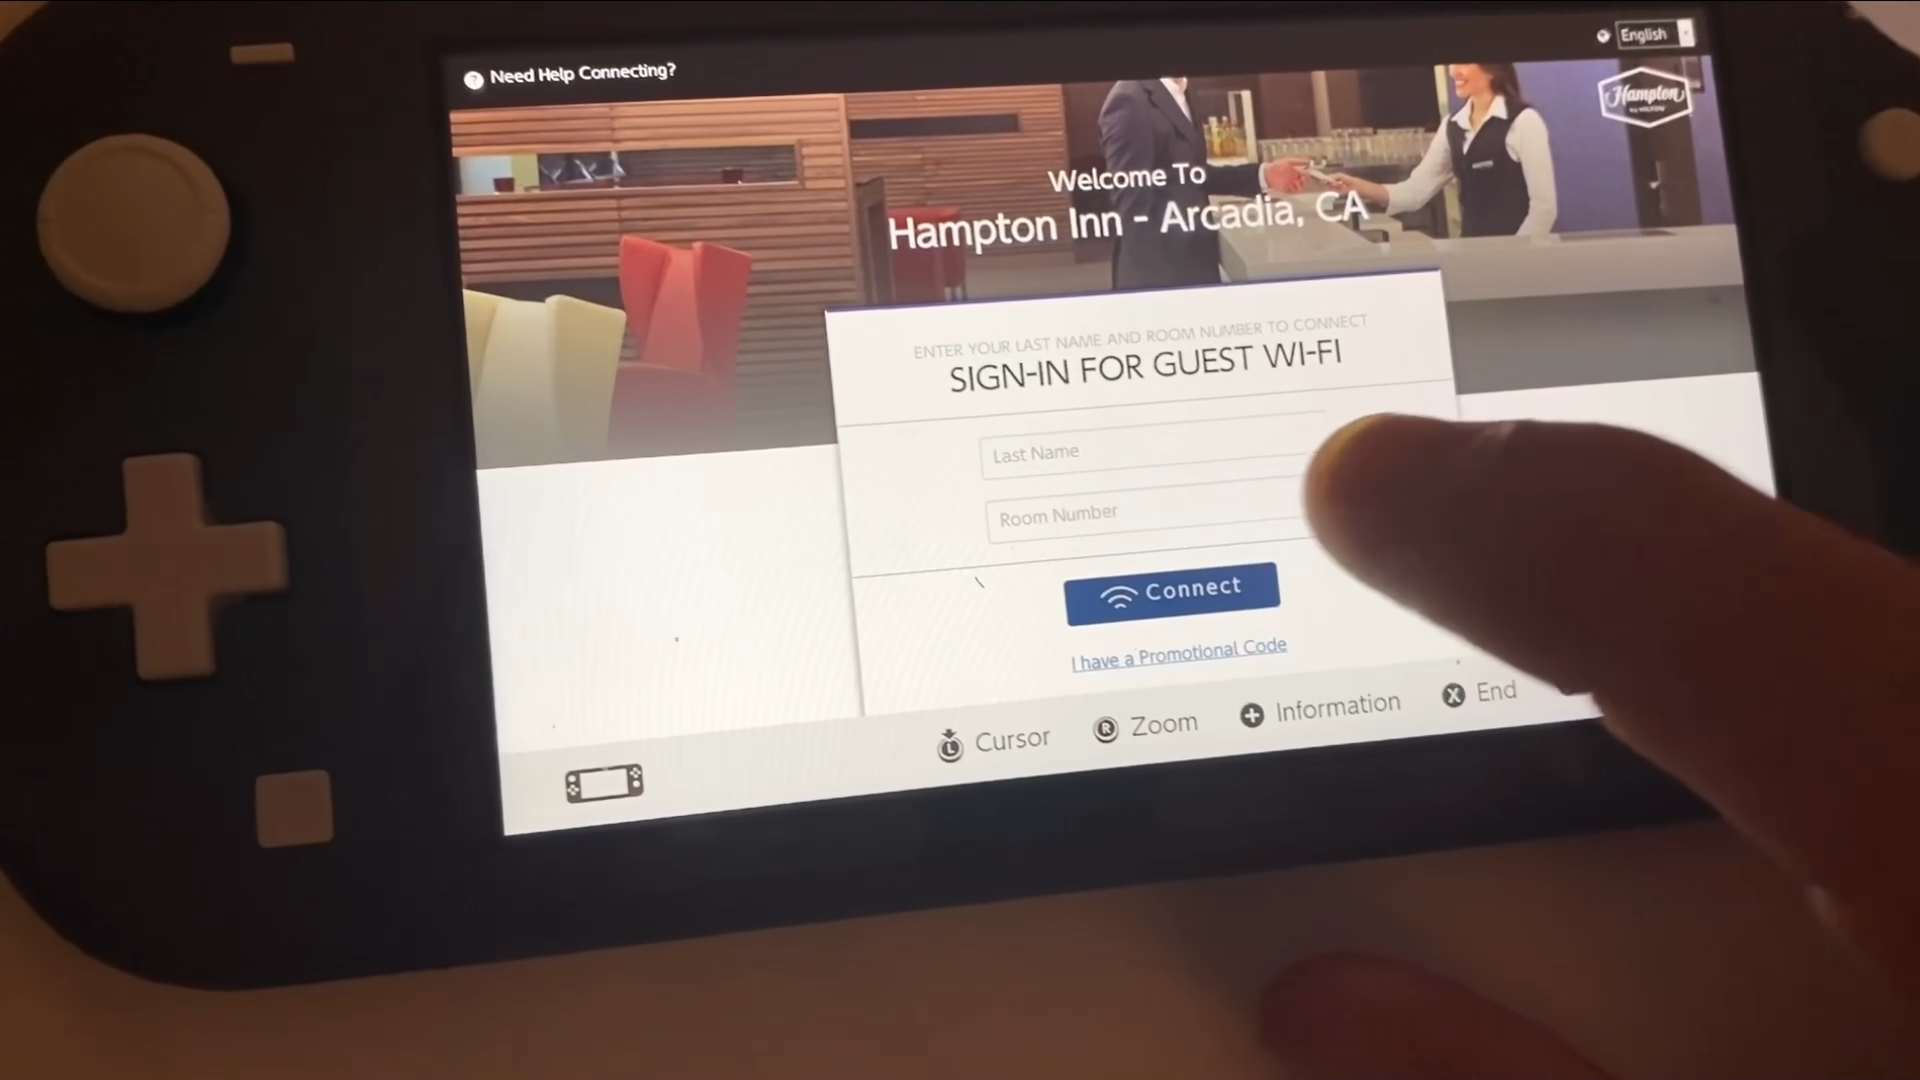 Need Help Connecting?
English
Hampton
by HILTON
Welcome To
Hampton Inn - Arcadia, CA
ENTER YOUR LAST NAME AND ROOM NUMBER TO CONNECT
SIGN-IN FOR GUEST WI-FI
Last Name
Room Number
Connect
I have a Promotional Code
L Cursor
R Zoom
+ Information
X End